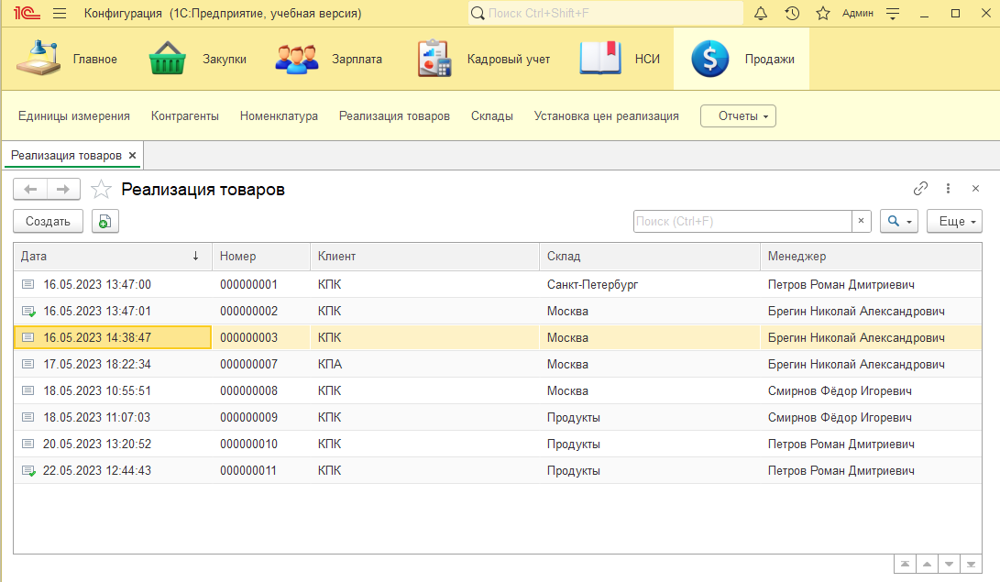 1С Конфигурация (1С:Предприятие, учебная версия) Поиск Ctrl+Shift+F Админ
Главное Закупки Зарплата Кадровый учет НСИ Продажи
Единицы измерения Контрагенты Номенклатура Реализация товаров Склады Установка цен реализации Отчеты
Реализация товаров ×
Реализация товаров
Создать Поиск (Ctrl+F) × Еще
Дата ↓ Номер Клиент Склад Менеджер
16.05.2023 13:47:00 000000001 КПК Санкт-Петербург Петров Роман Дмитриевич
16.05.2023 13:47:01 000000002 КПК Москва Брегин Николай Александрович
16.05.2023 14:38:47 000000003 КПК Москва Брегин Николай Александрович
17.05.2023 18:22:34 000000007 КПА Москва Брегин Николай Александрович
18.05.2023 10:55:51 000000008 КПК Москва Смирнов Фёдор Игоревич
18.05.2023 11:07:03 000000009 КПК Продукты Смирнов Фёдор Игоревич
20.05.2023 13:20:52 000000010 КПК Продукты Петров Роман Дмитриевич
22.05.2023 12:44:43 000000011 КПК Продукты Петров Роман Дмитриевич